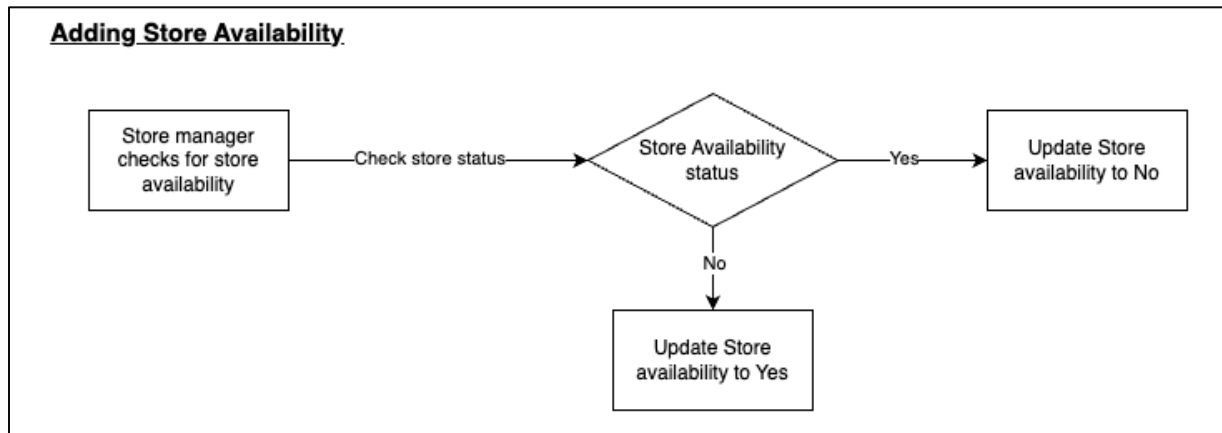 Adding Store Availability
Store manager
checks for store
availability
Check store status
Store Availability
status
Yes
Update Store
availability to No
No
Update Store
availability to Yes